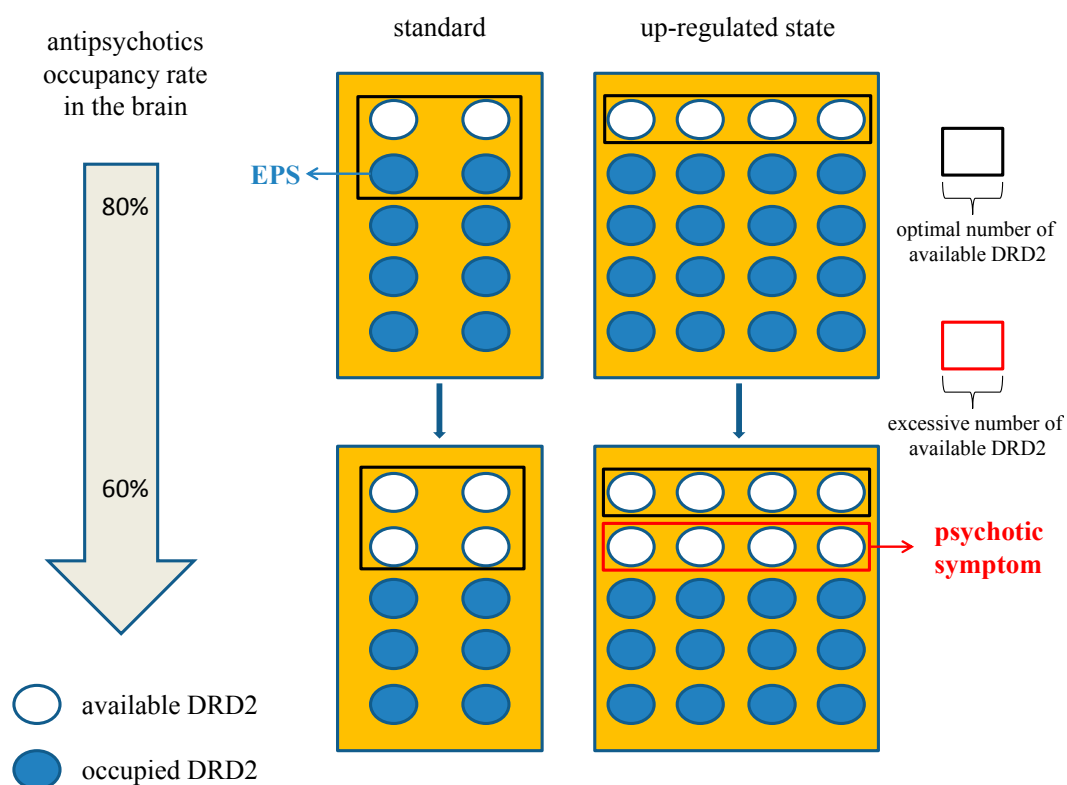 antipsychotics
occupancy rate
in the brain
standard
up-regulated state
80%
EPS
optimal number of
available DRD2
excessive number of
available DRD2
60%
psychotic
symptom
available DRD2
occupied DRD2